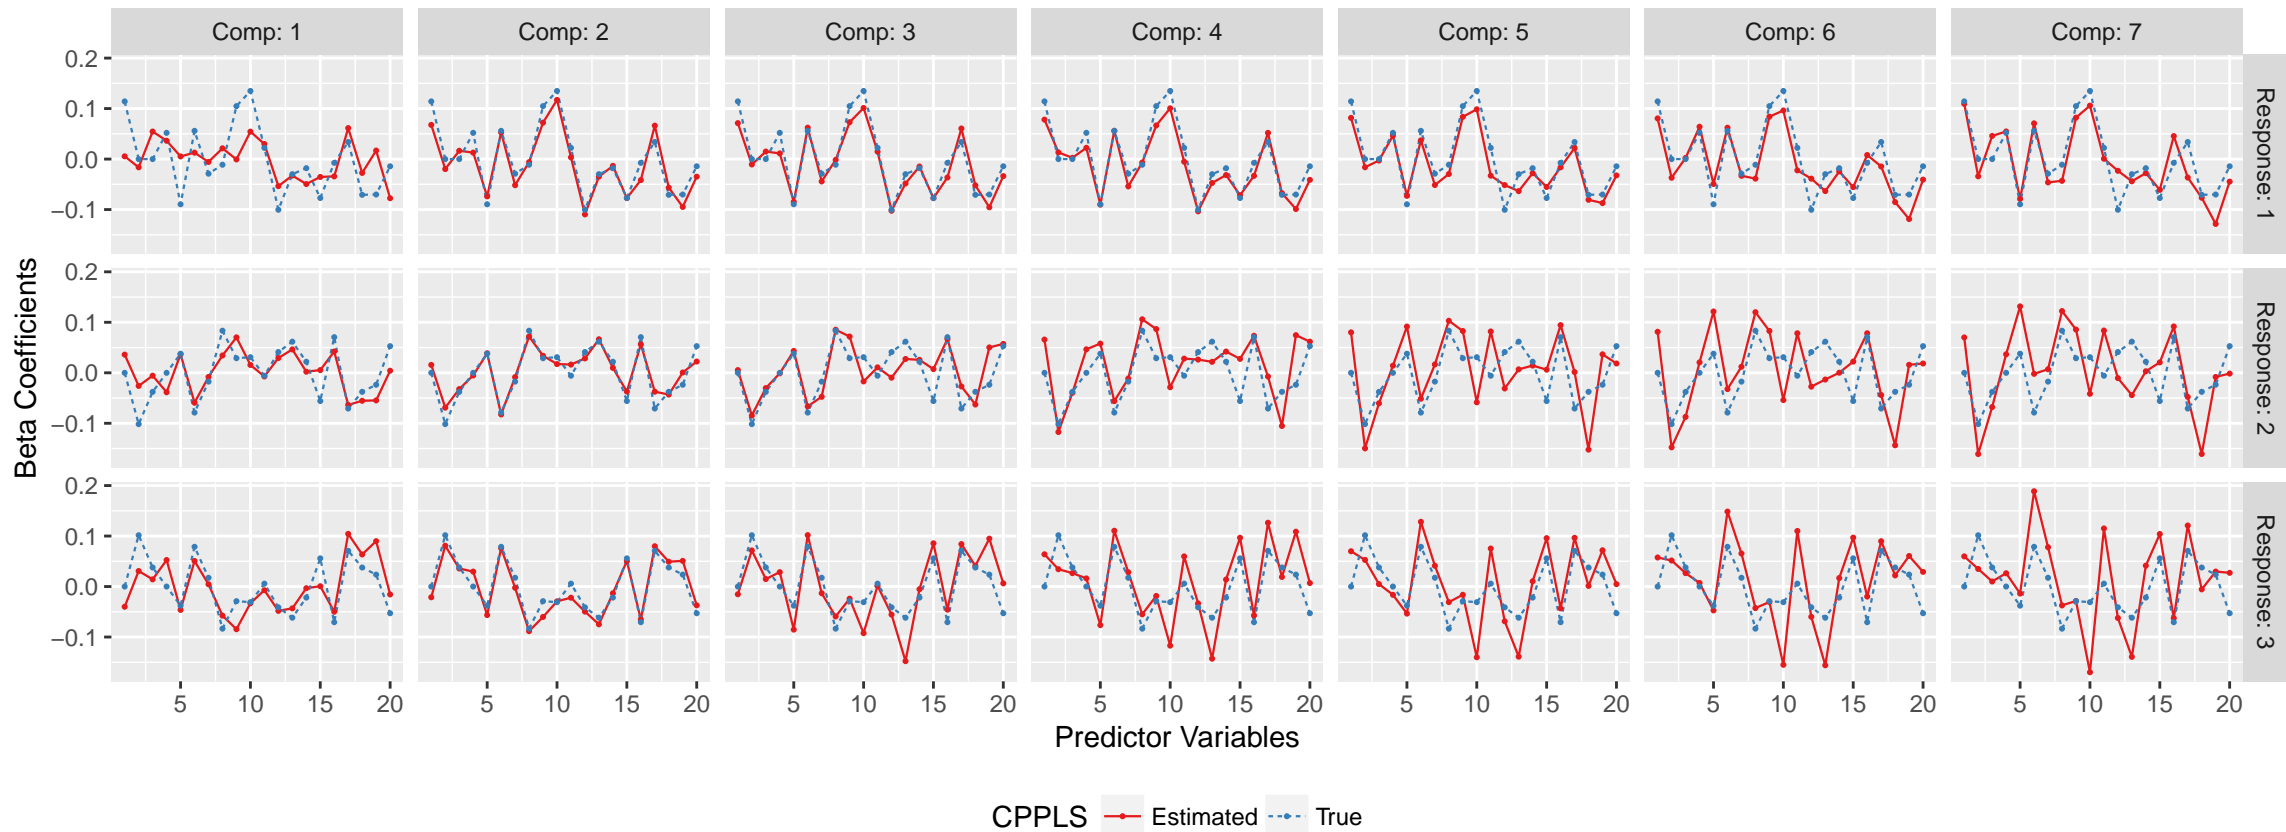 Comp: 1 Comp: 2 Comp: 3 Comp: 4 Comp: 5 Comp: 6 Comp: 7
0.2
0.1
0.0
−0.1
Response: 1
0.2
0.1
0.0
−0.1
Response: 2
0.2
0.1
0.0
−0.1
Response: 3
Beta Coefficients
5 10 15 20 5 10 15 20 5 10 15 20 5 10 15 20 5 10 15 20 5 10 15 20 5 10 15 20
Predictor Variables
CPPLS Estimated True